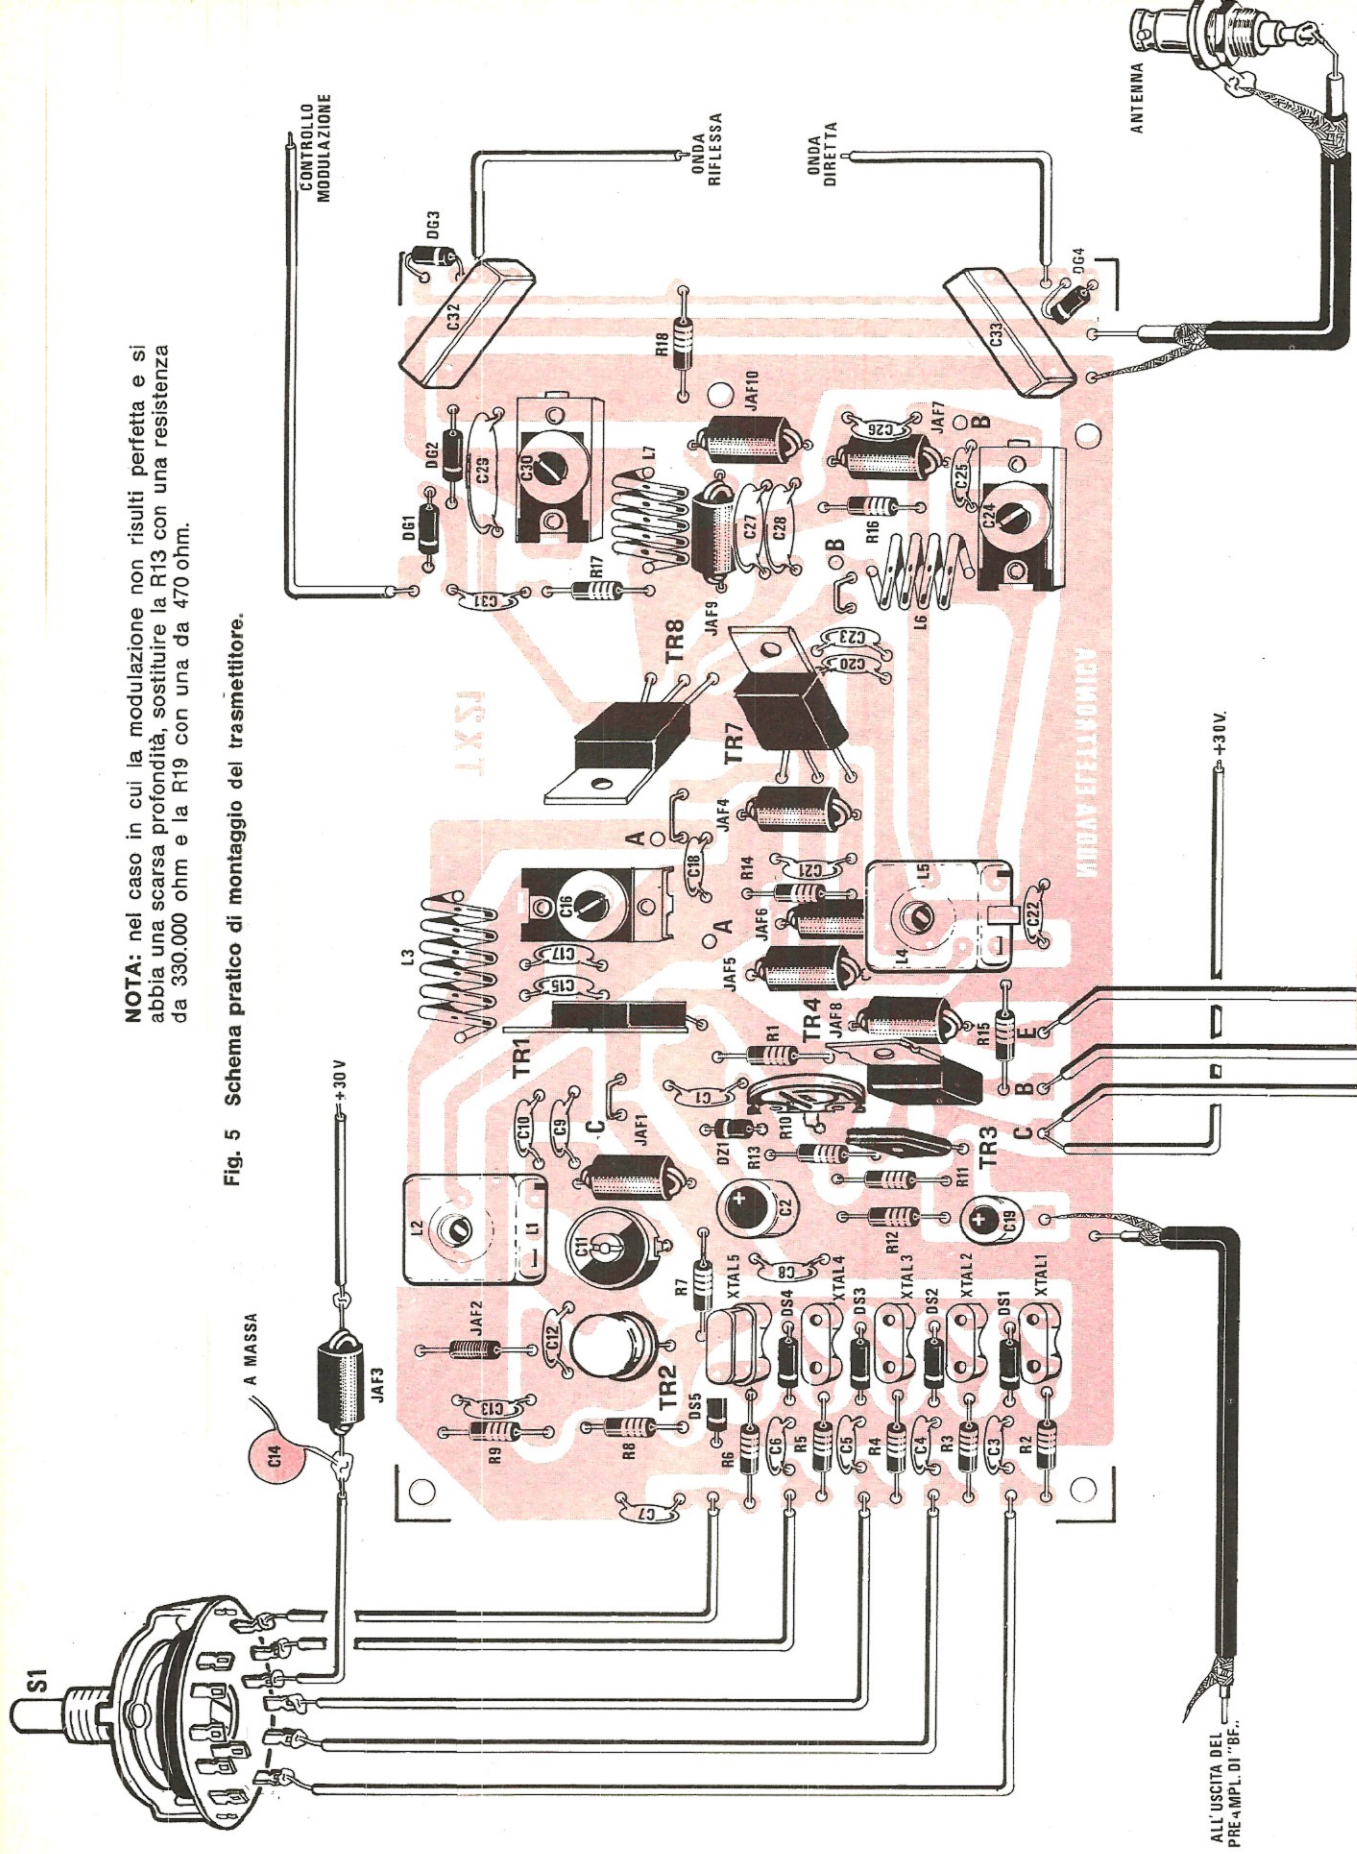 NOTA: nel caso in cui la modulazione non risulti perfetta e si
abbia una scarsa profondità, sostituire la R13 con una resistenza
da 330.000 ohm e la R19 con una da 470 ohm.
Fig. 5 Schema pratico di montaggio del trasmettitore.
S1
C14
A MASSA
JAF3
+30 V
CONTROLLO
MODULAZIONE
ONDA
RIFLESSA
ONDA
DIRETTA
ANTENNA
L2
L1
L3
DG1
DG2
DG3
C29
C32
C31
C30
R17
L7
R18
JAF2
C13
R9
C12
R8
TR2
C11
C10
C9
C
JAF1
TR1
C15
C17
C16
A
C18
A
TR8
TX21
JAF9
C27
C28
JAF10
C7
DS5
R7
XTAL5
C8
C2
DZ1
R13
C1
R10
R1
TR4
JAF5
JAF6
R14
C21
JAF4
TR7
C20
C23
B
R16
C26
JAF7
B
C25
C24
L6
C33
DG4
R6
C6
DS4
XTAL4
R5
C5
DS3
XTAL3
R4
C4
DS2
XTAL2
R3
C3
DS1
XTAL1
R2
R12
R11
C19
TR3
JAF8
R15
L4
L5
C22
C
B
E
NUOVA ELETTRONICA
+30V.
ALL'USCITA DEL
PREAMPL. DI "BF..